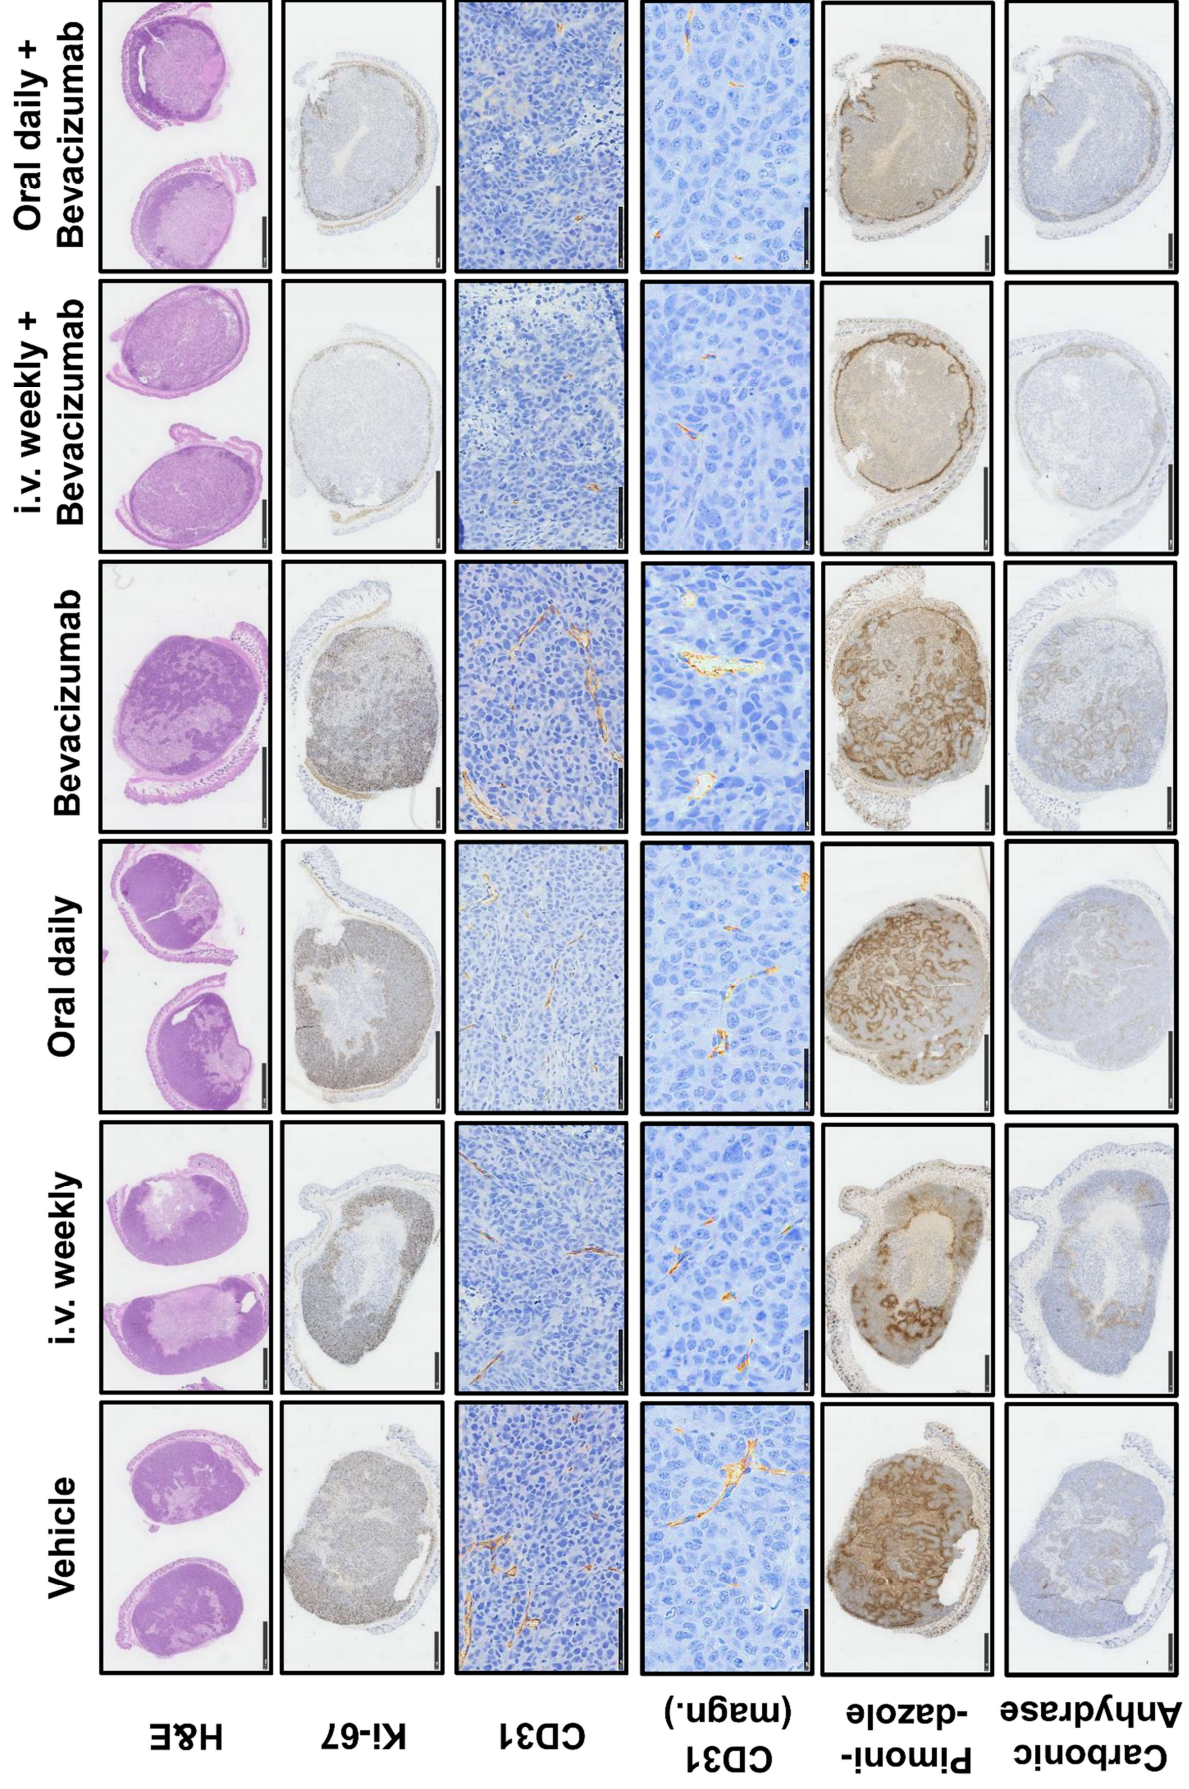 Vehicle
i.v. weekly
Oral daily
Bevacizumab
i.v. weekly +
Bevacizumab
Oral daily +
Bevacizumab
H&E
Ki-67
CD31
CD31
(magn.)
Pimoni-
-dazole
Carbonic
Anhydrase